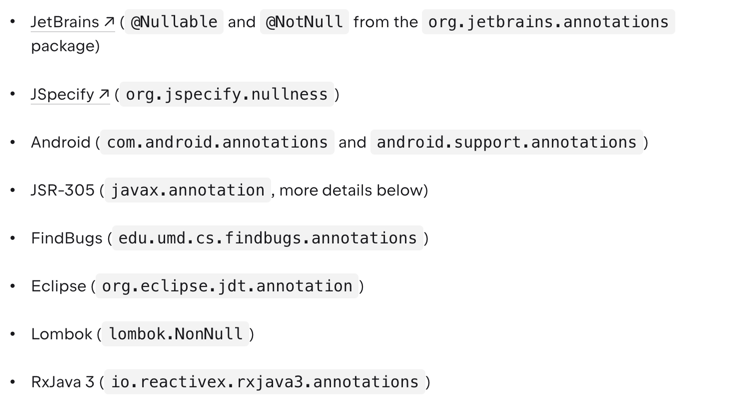 • JetBrains ↗ ( @Nullable and @NotNull from the org.jetbrains.annotations
package)
• JSpecify ↗ ( org.jspecify.nullness )
• Android ( com.android.annotations and android.support.annotations )
• JSR-305 ( javax.annotation , more details below)
• FindBugs ( edu.umd.cs.findbugs.annotations )
• Eclipse ( org.eclipse.jdt.annotation )
• Lombok ( lombok.NonNull )
• RxJava 3 ( io.reactivex.rxjava3.annotations )